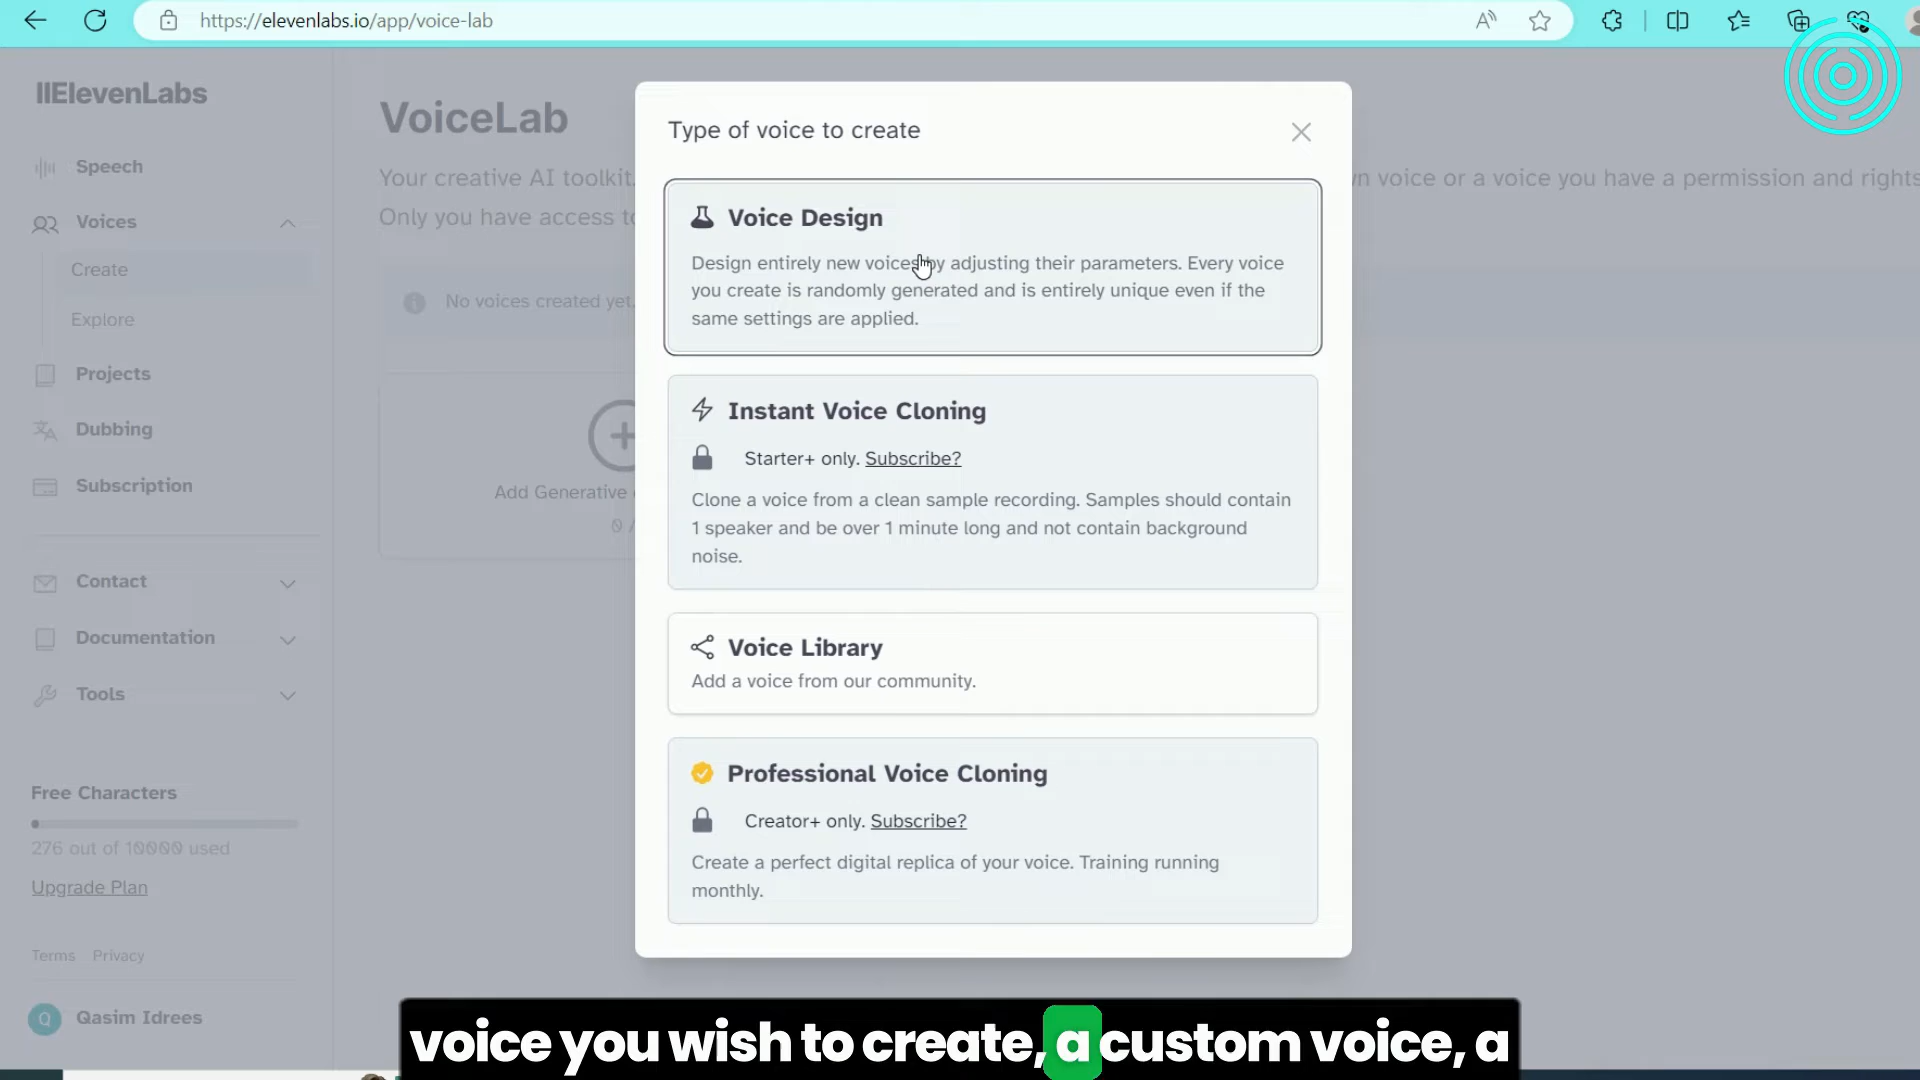 https://elevenlabs.io/app/voice-lab
IIElevenLabs
Speech
Voices
Create
Explore
Projects
Dubbing
Subscription
Contact
Documentation
Tools
Free Characters
276 out of 10000 used
Upgrade Plan
Terms Privacy
Q Qasim Idrees
VoiceLab
Your creative AI toolkit.
voice or a voice you have a permission and rights
Only you have access
No voices created yet.
Add Generative
0 /
Type of voice to create
Voice Design
Design entirely new voices by adjusting their parameters. Every voice
you create is randomly generated and is entirely unique even if the
same settings are applied.
Instant Voice Cloning
Starter+ only. Subscribe?
Clone a voice from a clean sample recording. Samples should contain
1 speaker and be over 1 minute long and not contain background
noise.
Voice Library
Add a voice from our community.
Professional Voice Cloning
Creator+ only. Subscribe?
Create a perfect digital replica of your voice. Training running
monthly.
voice you wish to create, a custom voice, a